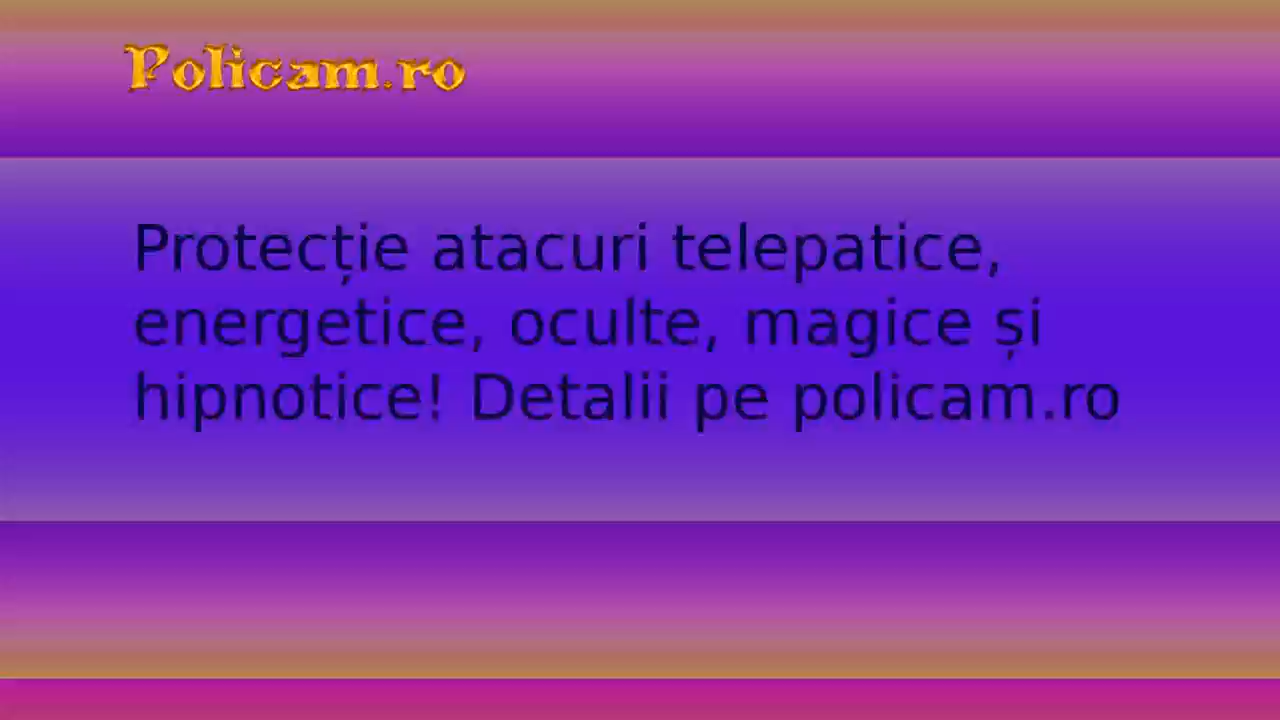 Policam.ro
Protecție atacuri telepatice,
energetice, oculte, magice și
hipnotice! Detalii pe policam.ro